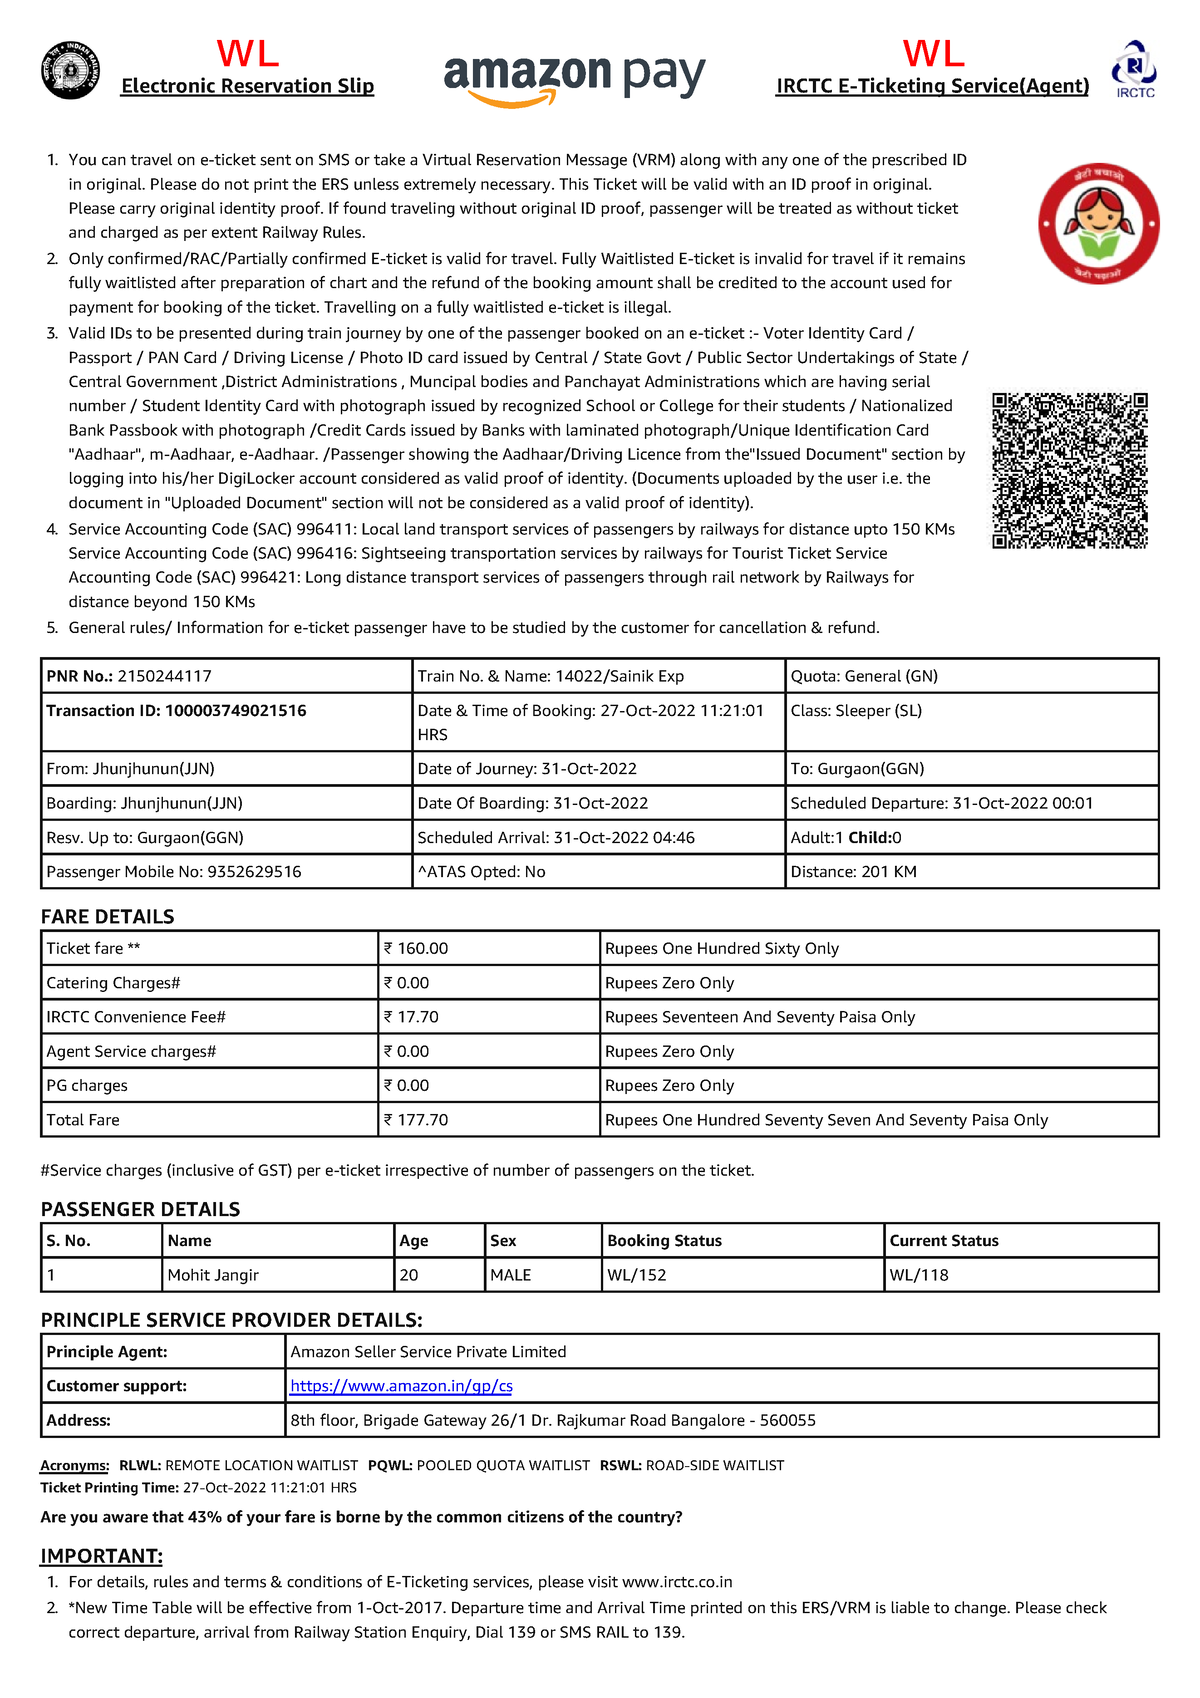 WL
Electronic Reservation Slip
amazon pay
WL
IRCTC E-Ticketing Service(Agent)
IRCTC
1. You can travel on e-ticket sent on SMS or take a Virtual Reservation Message (VRM) along with any one of the prescribed ID
in original. Please do not print the ERS unless extremely necessary. This Ticket will be valid with an ID proof in original.
Please carry original identity proof. If found traveling without original ID proof, passenger will be treated as without ticket
and charged as per extent Railway Rules.
2. Only confirmed/RAC/Partially confirmed E-ticket is valid for travel. Fully Waitlisted E-ticket is invalid for travel if it remains
fully waitlisted after preparation of chart and the refund of the booking amount shall be credited to the account used for
payment for booking of the ticket. Travelling on a fully waitlisted e-ticket is illegal.
3. Valid IDs to be presented during train journey by one of the passenger booked on an e-ticket :- Voter Identity Card /
Passport / PAN Card / Driving License / Photo ID card issued by Central / State Govt / Public Sector Undertakings of State /
Central Government ,District Administrations , Muncipal bodies and Panchayat Administrations which are having serial
number / Student Identity Card with photograph issued by recognized School or College for their students / Nationalized
Bank Passbook with photograph /Credit Cards issued by Banks with laminated photograph/Unique Identification Card
"Aadhaar", m-Aadhaar, e-Aadhaar. /Passenger showing the Aadhaar/Driving Licence from the"Issued Document" section by
logging into his/her DigiLocker account considered as valid proof of identity. (Documents uploaded by the user i.e. the
document in "Uploaded Document" section will not be considered as a valid proof of identity).
4. Service Accounting Code (SAC) 996411: Local land transport services of passengers by railways for distance upto 150 KMs
Service Accounting Code (SAC) 996416: Sightseeing transportation services by railways for Tourist Ticket Service
Accounting Code (SAC) 996421: Long distance transport services of passengers through rail network by Railways for
distance beyond 150 KMs
5. General rules/ Information for e-ticket passenger have to be studied by the customer for cancellation & refund.
बेटी बचाओ
बेटी पढ़ाओ
PNR No.: 2150244117 Train No. & Name: 14022/Sainik Exp Quota: General (GN)
Transaction ID: 100003749021516 Date & Time of Booking: 27-Oct-2022 11:21:01 Class: Sleeper (SL)
HRS
From: Jhunjhunun(JJN) Date of Journey: 31-Oct-2022 To: Gurgaon(GGN)
Boarding: Jhunjhunun(JJN) Date Of Boarding: 31-Oct-2022 Scheduled Departure: 31-Oct-2022 00:01
Resv. Up to: Gurgaon(GGN) Scheduled Arrival: 31-Oct-2022 04:46 Adult:1 Child:0
Passenger Mobile No: 9352629516 ^ATAS Opted: No Distance: 201 KM
FARE DETAILS
Ticket fare ** ₹ 160.00 Rupees One Hundred Sixty Only
Catering Charges# ₹ 0.00 Rupees Zero Only
IRCTC Convenience Fee# ₹ 17.70 Rupees Seventeen And Seventy Paisa Only
Agent Service charges# ₹ 0.00 Rupees Zero Only
PG charges ₹ 0.00 Rupees Zero Only
Total Fare ₹ 177.70 Rupees One Hundred Seventy Seven And Seventy Paisa Only
#Service charges (inclusive of GST) per e-ticket irrespective of number of passengers on the ticket.
PASSENGER DETAILS
S. No. Name Age Sex Booking Status Current Status
1 Mohit Jangir 20 MALE WL/152 WL/118
PRINCIPLE SERVICE PROVIDER DETAILS:
Principle Agent: Amazon Seller Service Private Limited
Customer support: https://www.amazon.in/gp/cs
Address: 8th floor, Brigade Gateway 26/1 Dr. Rajkumar Road Bangalore - 560055
Acronyms: RLWL: REMOTE LOCATION WAITLIST PQWL: POOLED QUOTA WAITLIST RSWL: ROAD-SIDE WAITLIST
Ticket Printing Time: 27-Oct-2022 11:21:01 HRS
Are you aware that 43% of your fare is borne by the common citizens of the country?
IMPORTANT:
1. For details, rules and terms & conditions of E-Ticketing services, please visit www.irctc.co.in
2. *New Time Table will be effective from 1-Oct-2017. Departure time and Arrival Time printed on this ERS/VRM is liable to change. Please check
correct departure, arrival from Railway Station Enquiry, Dial 139 or SMS RAIL to 139.